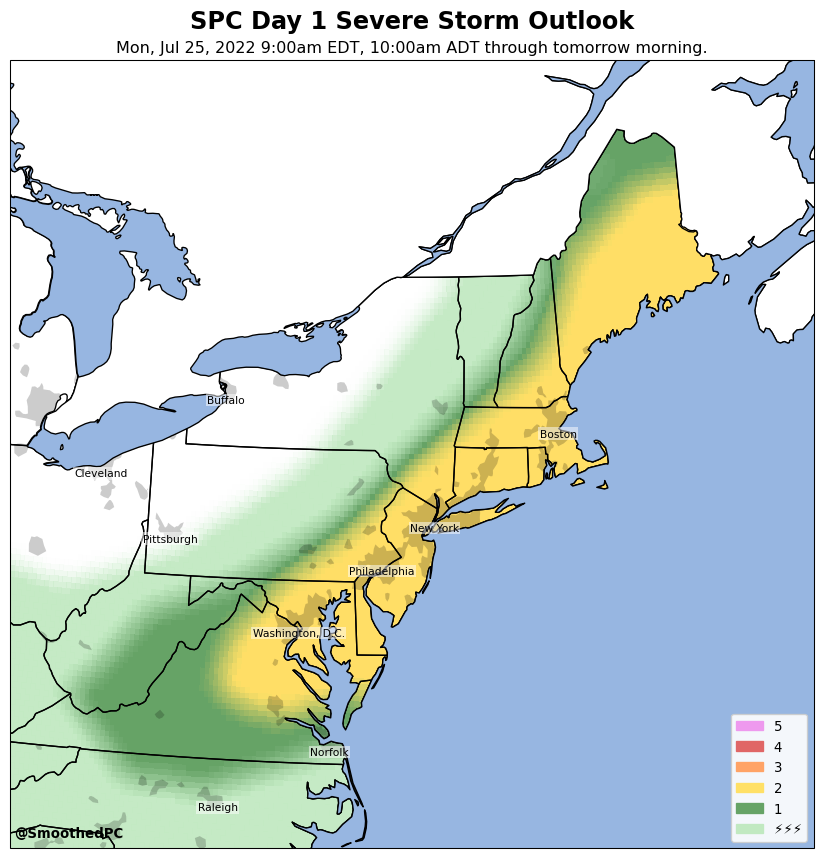 SPC Day 1 Severe Storm Outlook
Mon, Jul 25, 2022 9:00am EDT, 10:00am ADT through tomorrow morning.
Buffalo
Boston
Cleveland
New York
Pittsburgh
Philadelphia
Washington, D.C.
Norfolk
Raleigh
5
4
3
2
1
⚡⚡⚡
@SmoothedPC